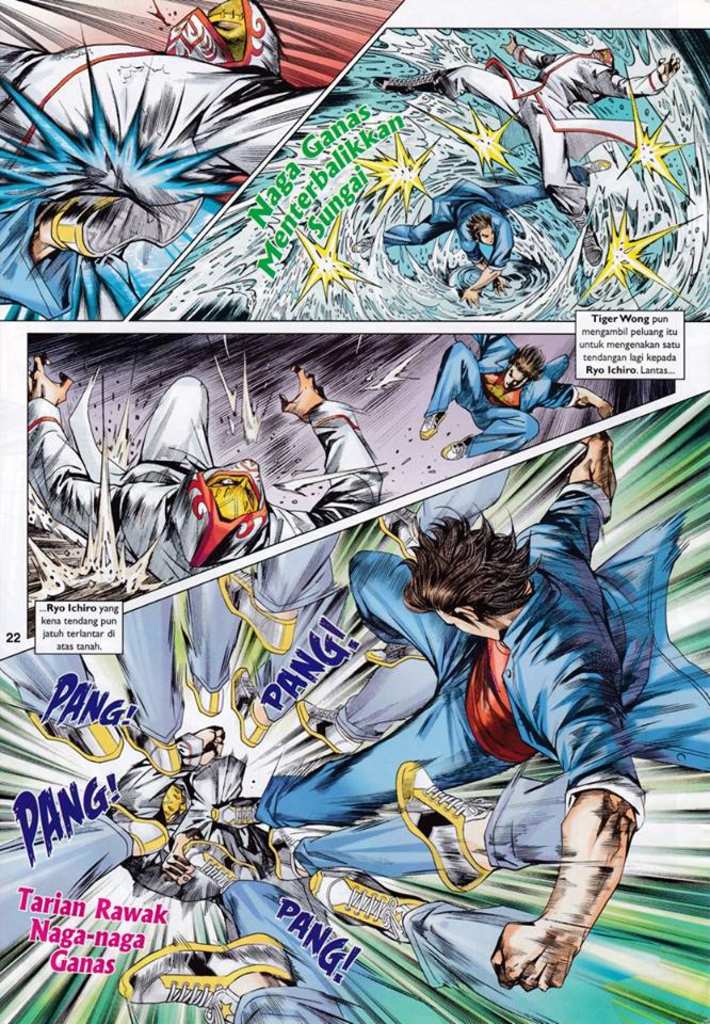 Naga Ganas
Menterbalikkan
Sungai
Tiger Wong pun
mengambil peluang itu
untuk mengenakan satu
tendangan lagi kepada
Ryo Ichiro. Lantas...
...Ryo Ichiro yang
kena tendang pun
jatuh terlantar di
atas tanah.
22
PANG!
PANG!
PANG!
PANG!
Tarian Rawak
Naga-naga
Ganas